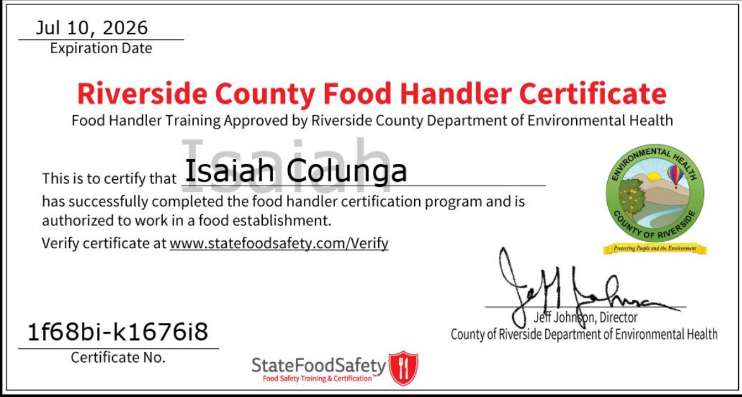 Jul 10, 2026
Expiration Date
Riverside County Food Handler Certificate
Food Handler Training Approved by Riverside County Department of Environmental Health
Isaiah
This is to certify that Isaiah Colunga
has successfully completed the food handler certification program and is
authorized to work in a food establishment.
Verify certificate at www.statefoodsafety.com/Verify
ENVIRONMENTAL HEALTH
COUNTY OF RIVERSIDE
Protecting People and the Environment
Jeff Johnson
Jeff Johnson, Director
County of Riverside Department of Environmental Health
1f68bi-k1676i8
Certificate No.
StateFoodSafety
Food Safety Training & Certification